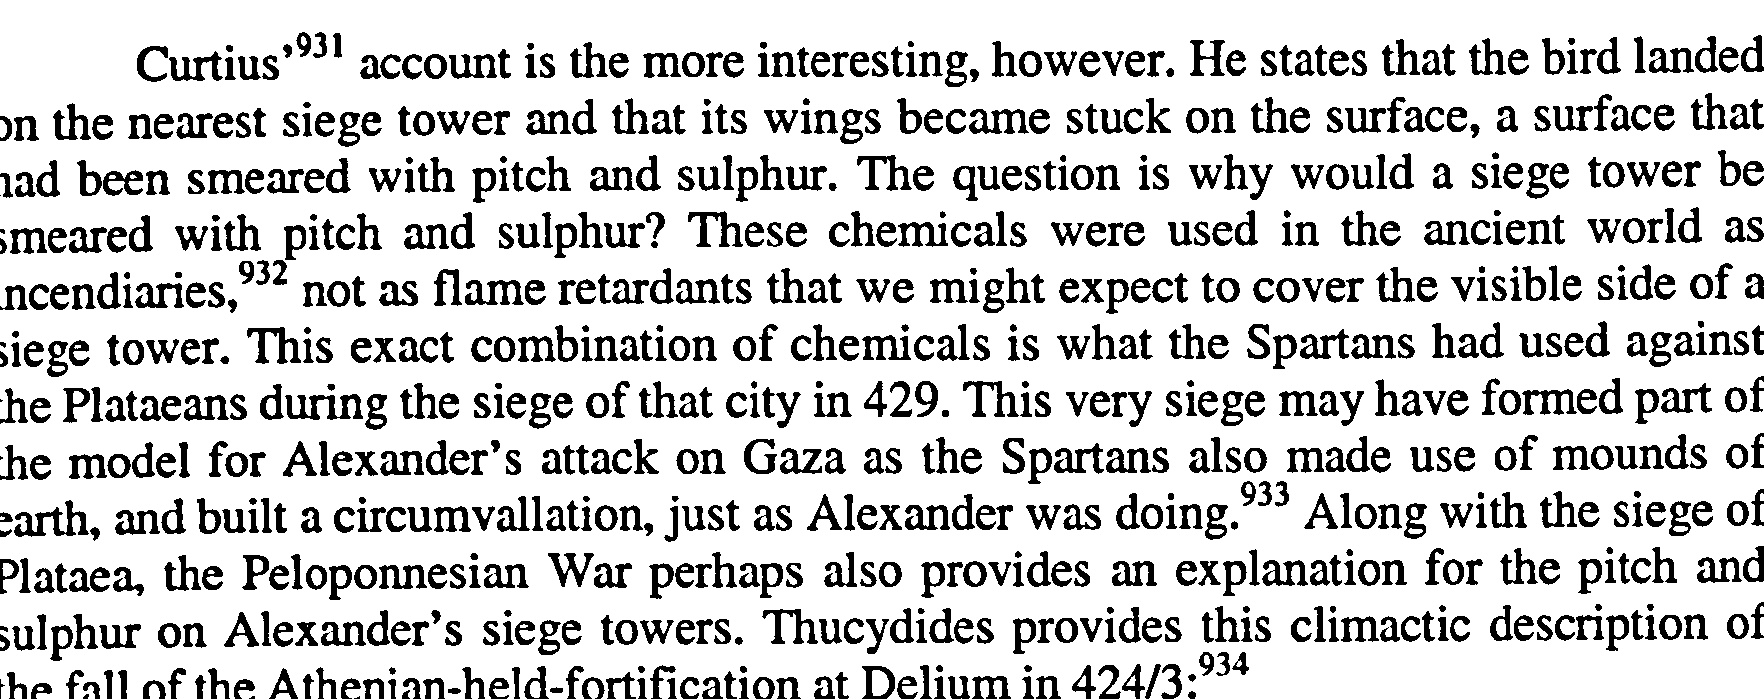 Curtius’931 account is the more interesting, however. He states that the bird landed
on the nearest siege tower and that its wings became stuck on the surface, a surface that
had been smeared with pitch and sulphur. The question is why would a siege tower be
smeared with pitch and sulphur? These chemicals were used in the ancient world as
incendiaries,932 not as flame retardants that we might expect to cover the visible side of a
siege tower. This exact combination of chemicals is what the Spartans had used against
the Plataeans during the siege of that city in 429. This very siege may have formed part of
the model for Alexander’s attack on Gaza as the Spartans also made use of mounds of
earth, and built a circumvallation, just as Alexander was doing.933 Along with the siege of
Plataea, the Peloponnesian War perhaps also provides an explanation for the pitch and
sulphur on Alexander’s siege towers. Thucydides provides this climactic description of
the fall of the Athenian-held-fortification at Delium in 424/3:934